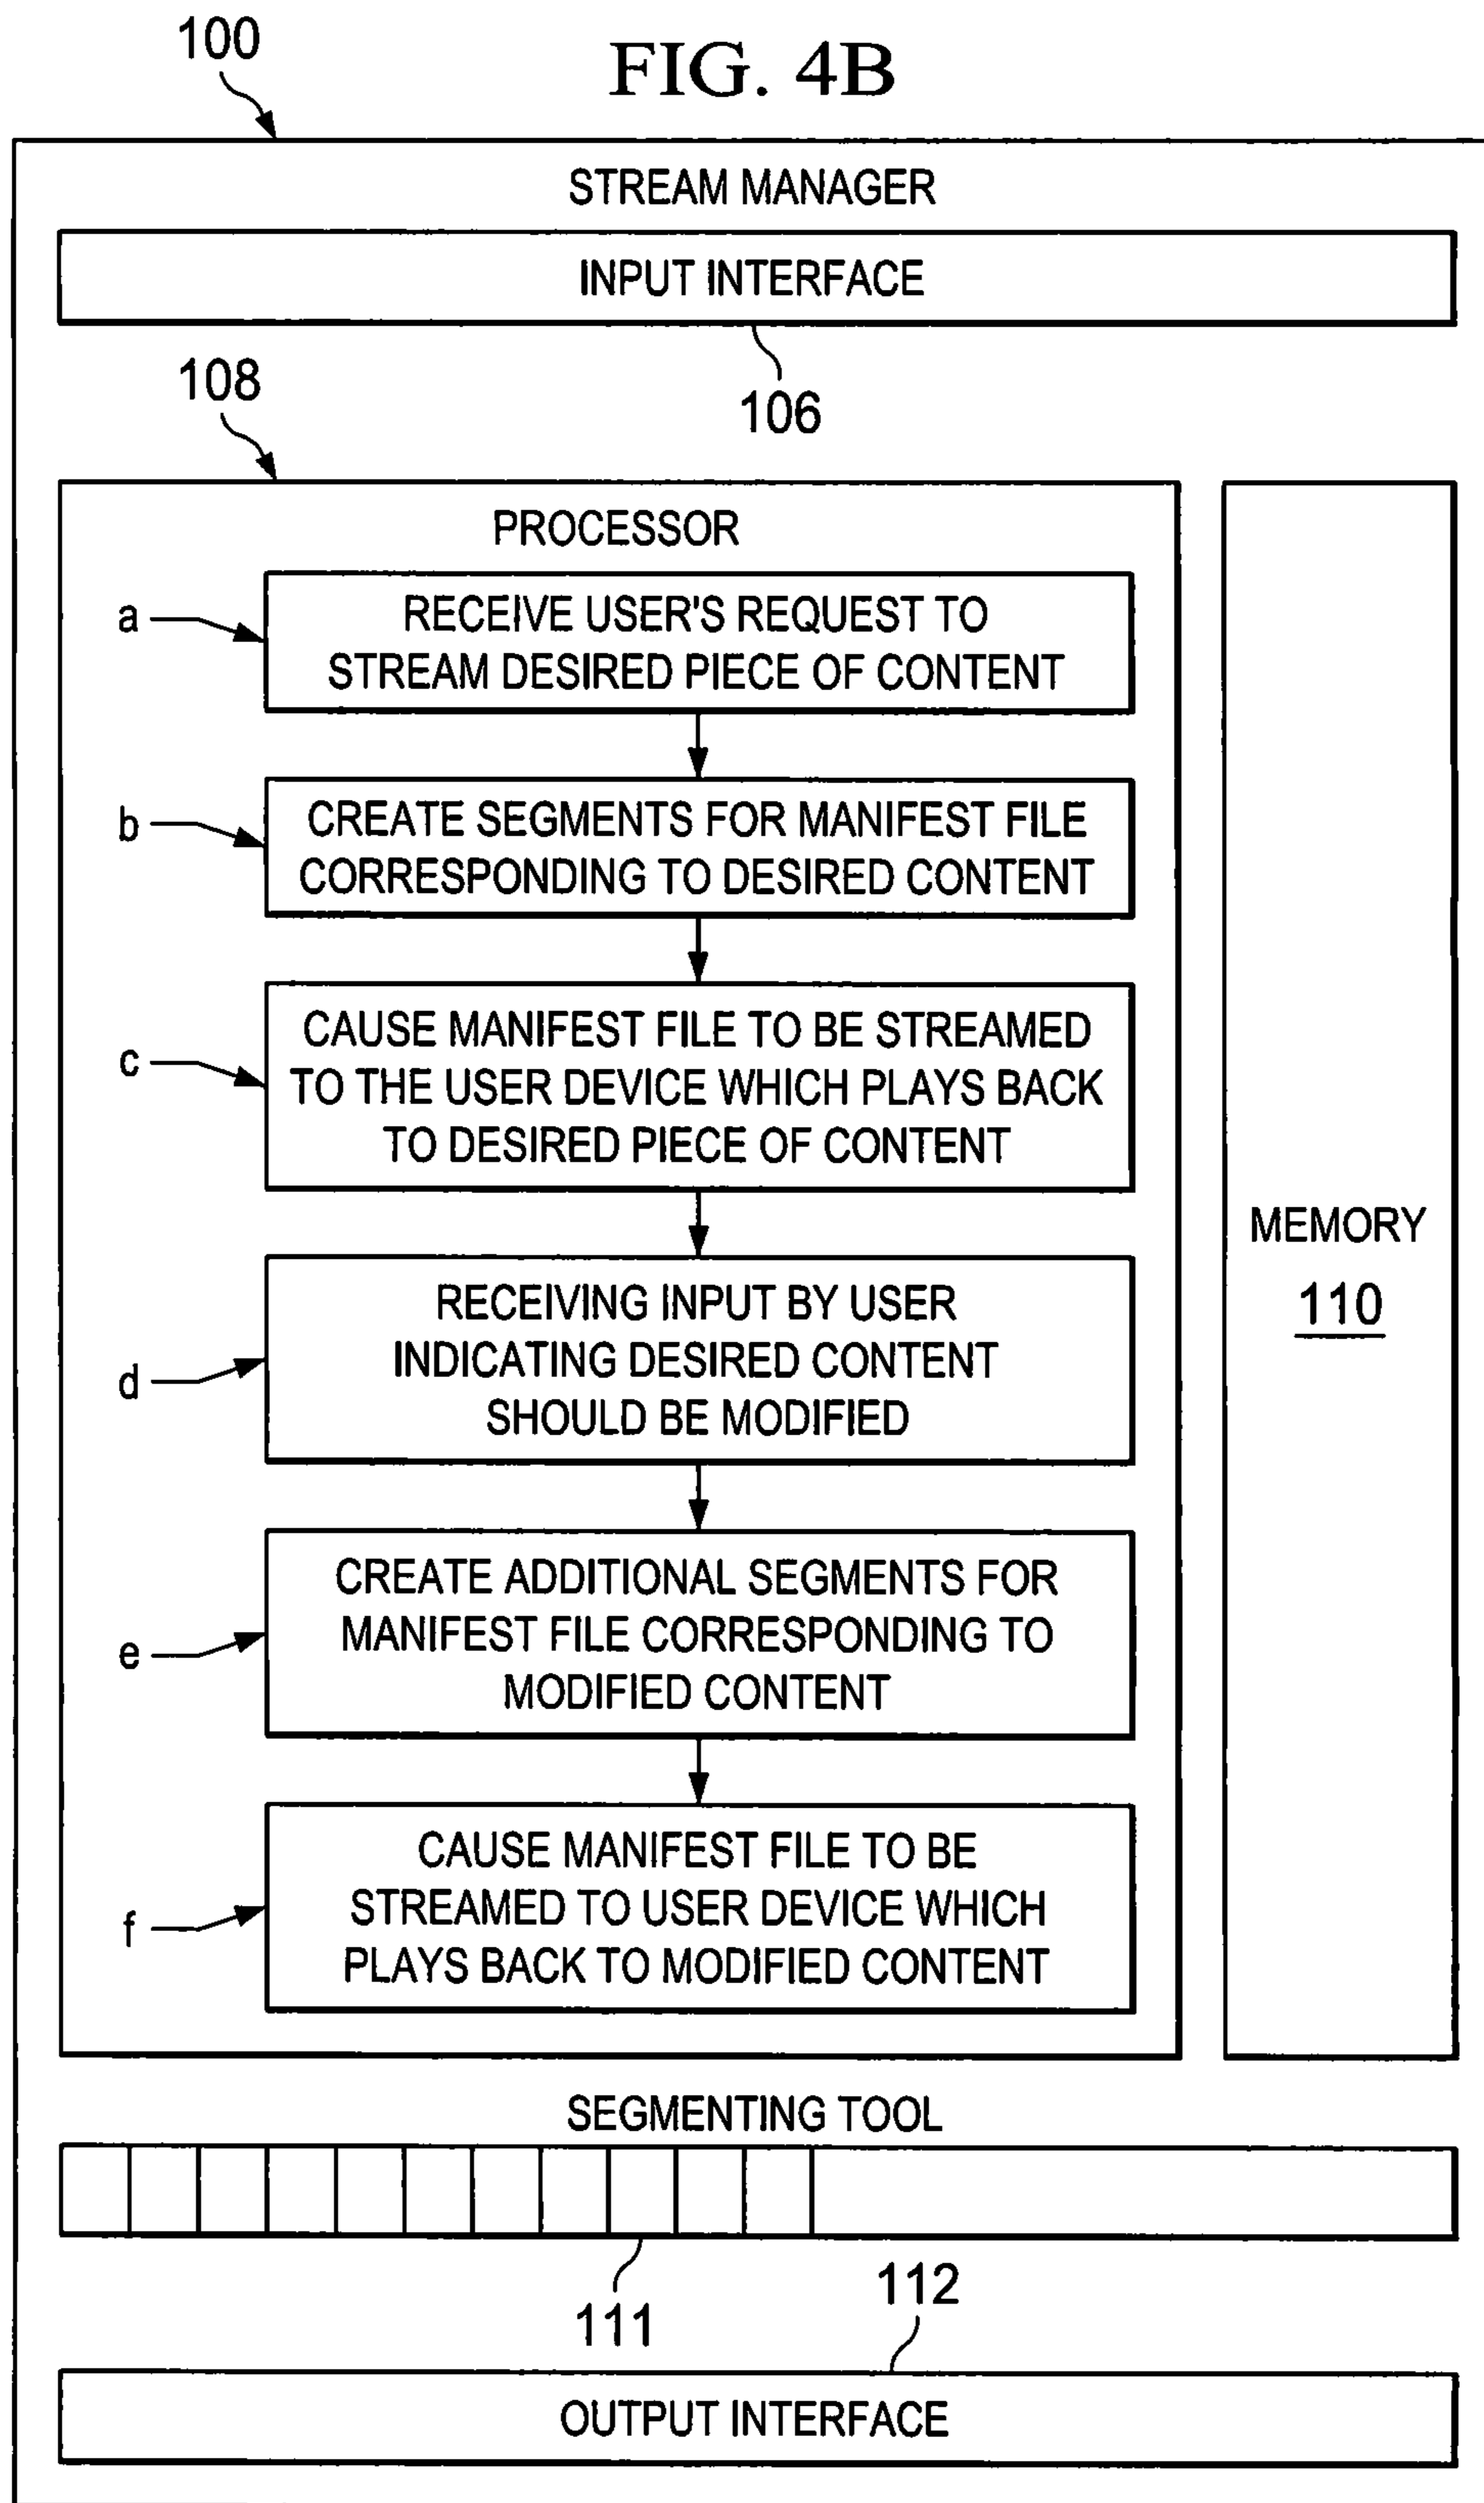 100
FIG. 4B
STREAM MANAGER
INPUT INTERFACE
106
108
PROCESSOR
a
RECEIVE USER'S REQUEST TO
STREAM DESIRED PIECE OF CONTENT
b
CREATE SEGMENTS FOR MANIFEST FILE
CORRESPONDING TO DESIRED CONTENT
c
CAUSE MANIFEST FILE TO BE STREAMED
TO THE USER DEVICE WHICH PLAYS BACK
TO DESIRED PIECE OF CONTENT
d
RECEIVING INPUT BY USER
INDICATING DESIRED CONTENT
SHOULD BE MODIFIED
e
CREATE ADDITIONAL SEGMENTS FOR
MANIFEST FILE CORRESPONDING TO
MODIFIED CONTENT
f
CAUSE MANIFEST FILE TO BE
STREAMED TO USER DEVICE WHICH
PLAYS BACK TO MODIFIED CONTENT
MEMORY
110
SEGMENTING TOOL
111
112
OUTPUT INTERFACE